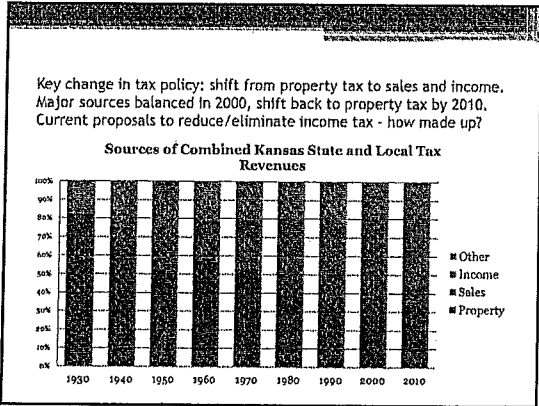 Key change in tax policy: shift from property tax to sales and income.
Major sources balanced in 2000, shift back to property tax by 2010.
Current proposals to reduce/eliminate income tax - how made up?
Sources of Combined Kansas State and Local Tax
Revenues
100%
90%
80%
70%
60%
50%
40%
30%
20%
10%
0%
Other
Income
Sales
Property
1930 1940 1950 1960 1970 1980 1990 2000 2010